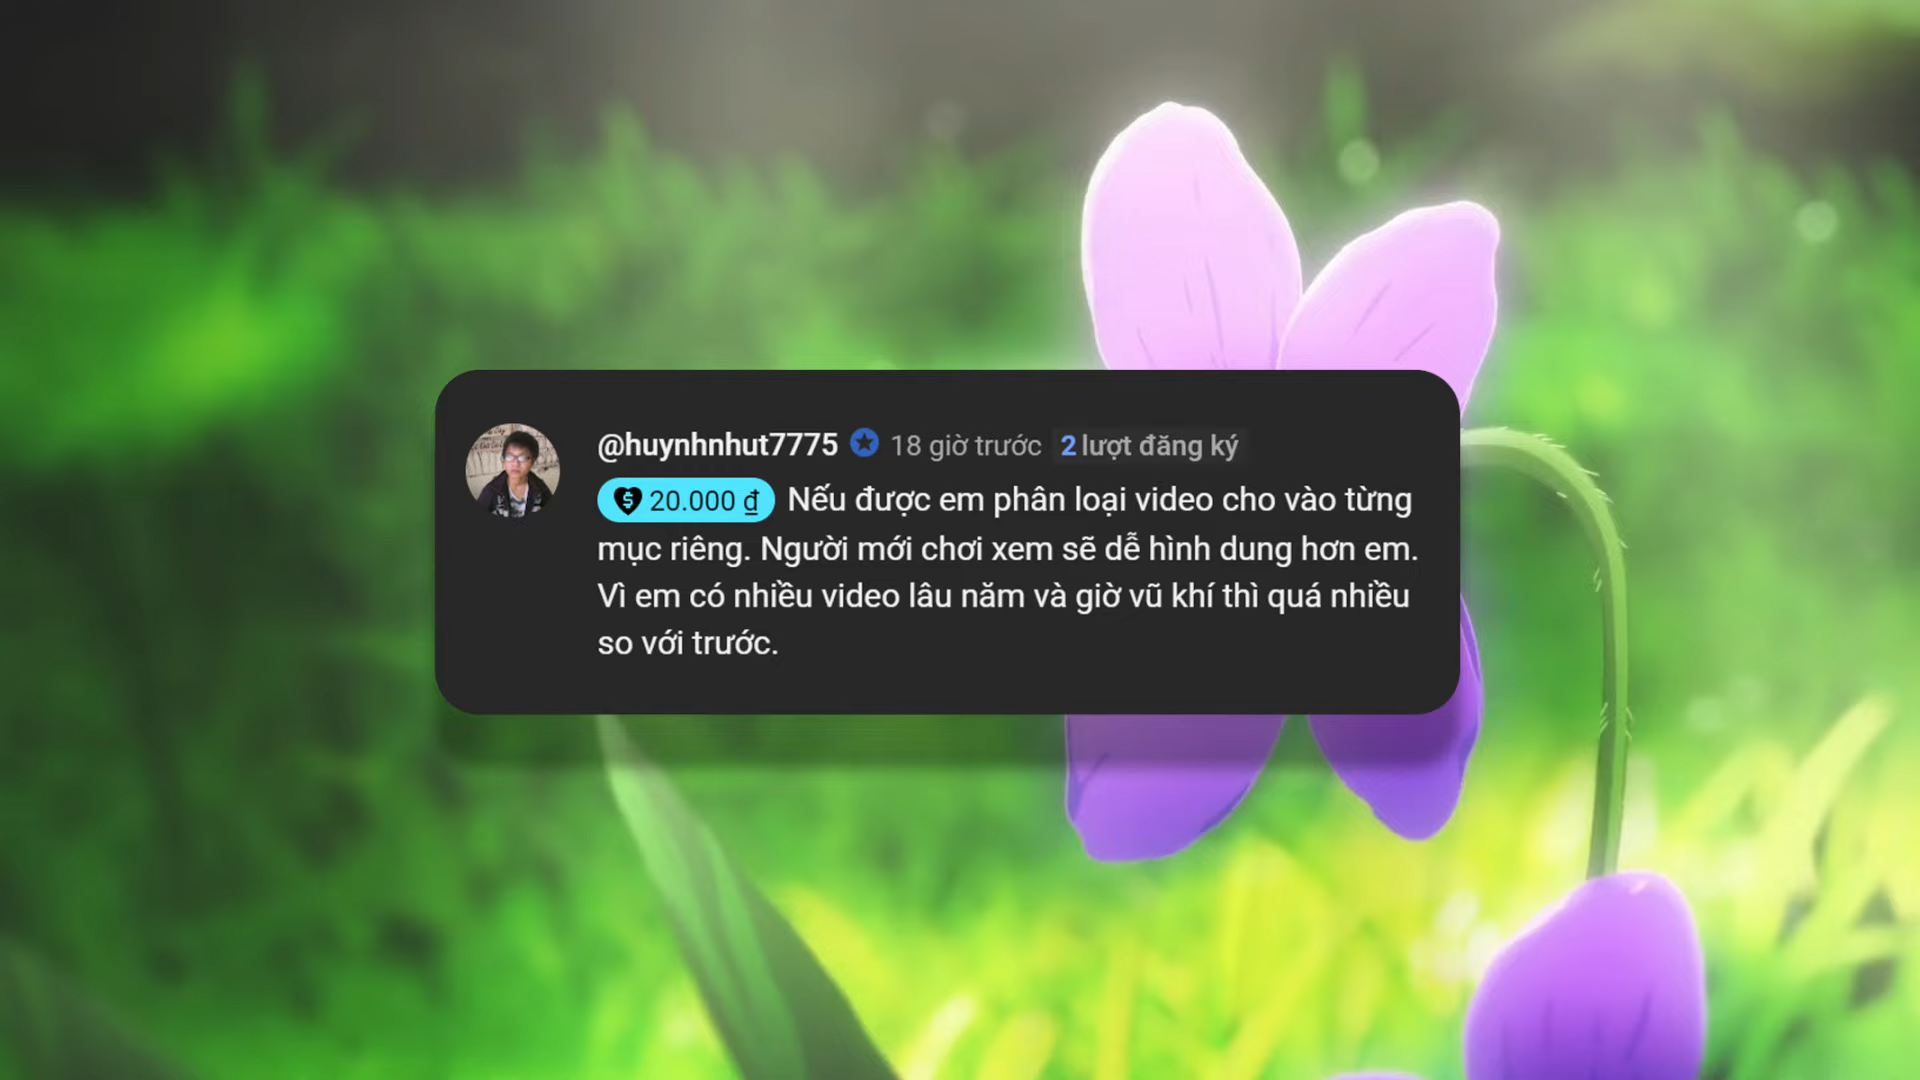 @huynhnhut7775 18 giờ trước 2 lượt đăng ký
20.000 ₫ Nếu được em phân loại video cho vào từng
mục riêng. Người mới chơi xem sẽ dễ hình dung hơn em.
Vì em có nhiều video lâu năm và giờ vũ khí thì quá nhiều
so với trước.